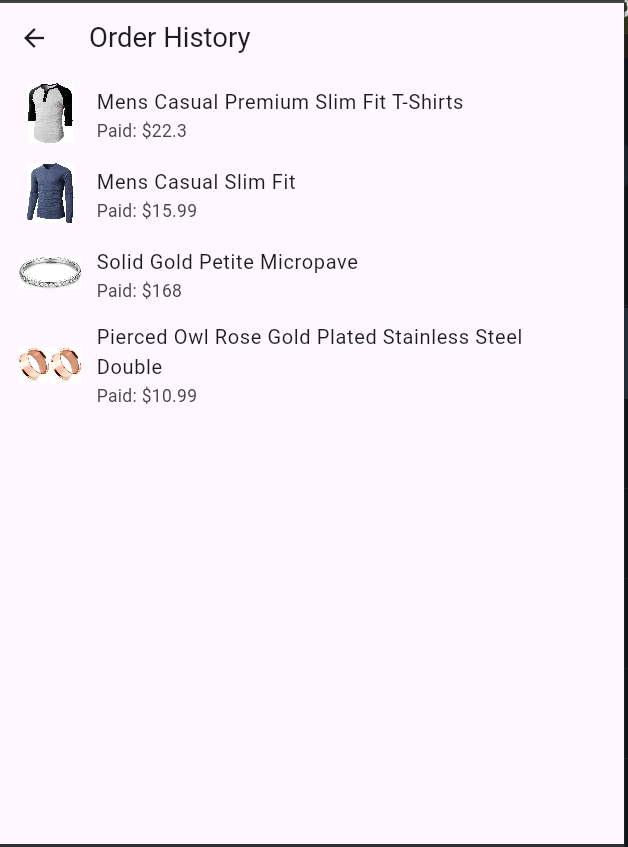 Order History
Mens Casual Premium Slim Fit T-Shirts
Paid: $22.3
Mens Casual Slim Fit
Paid: $15.99
Solid Gold Petite Micropave
Paid: $168
Pierced Owl Rose Gold Plated Stainless Steel
Double
Paid: $10.99